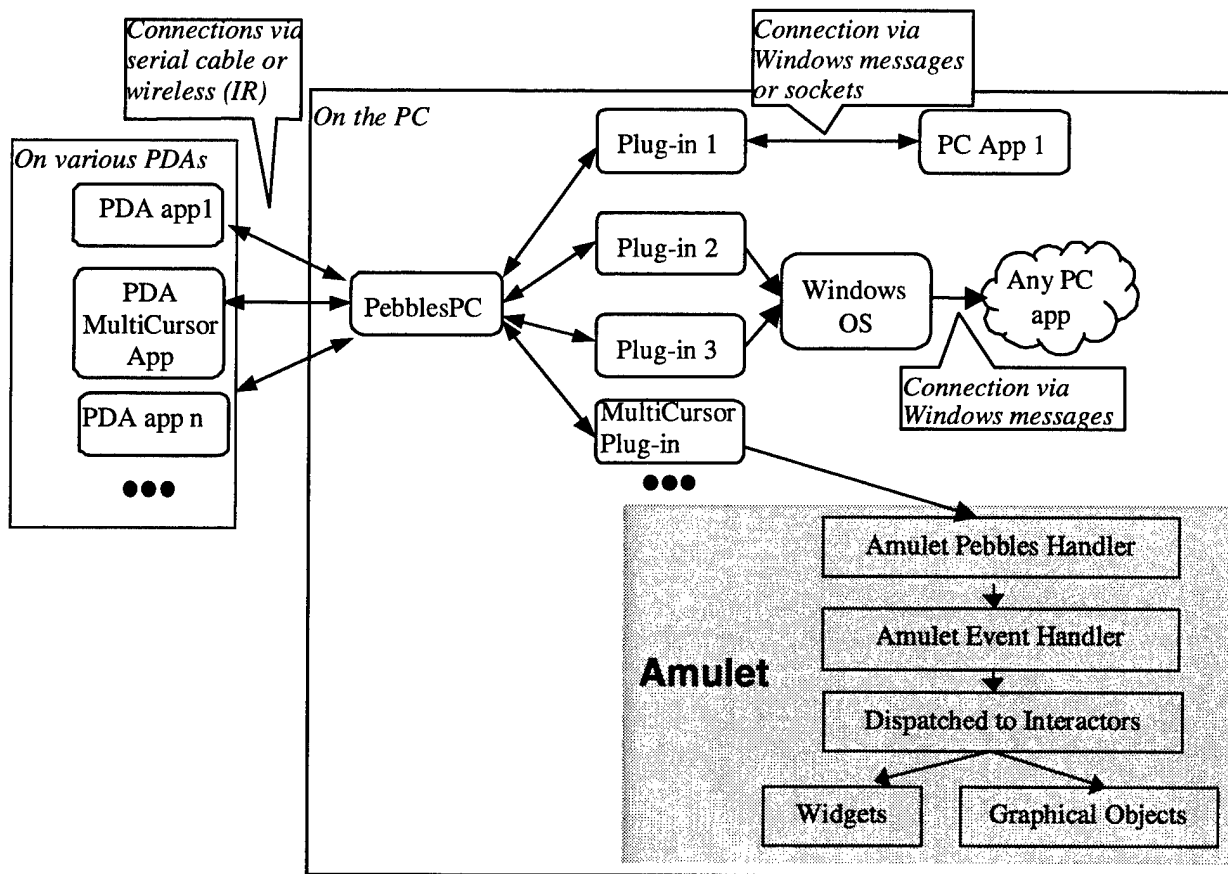 Connections via
serial cable or
wireless (IR)
Connection via
Windows messages
or sockets
On the PC
On various PDAs
PDA app1
PDA
MultiCursor
App
PDA app n
●●●
PebblesPC
Plug-in 1
PC App 1
Plug-in 2
Plug-in 3
Windows
OS
Any PC
app
Connection via
Windows messages
MultiCursor
Plug-in
●●●
Amulet
Amulet Pebbles Handler
Amulet Event Handler
Dispatched to Interactors
Widgets
Graphical Objects